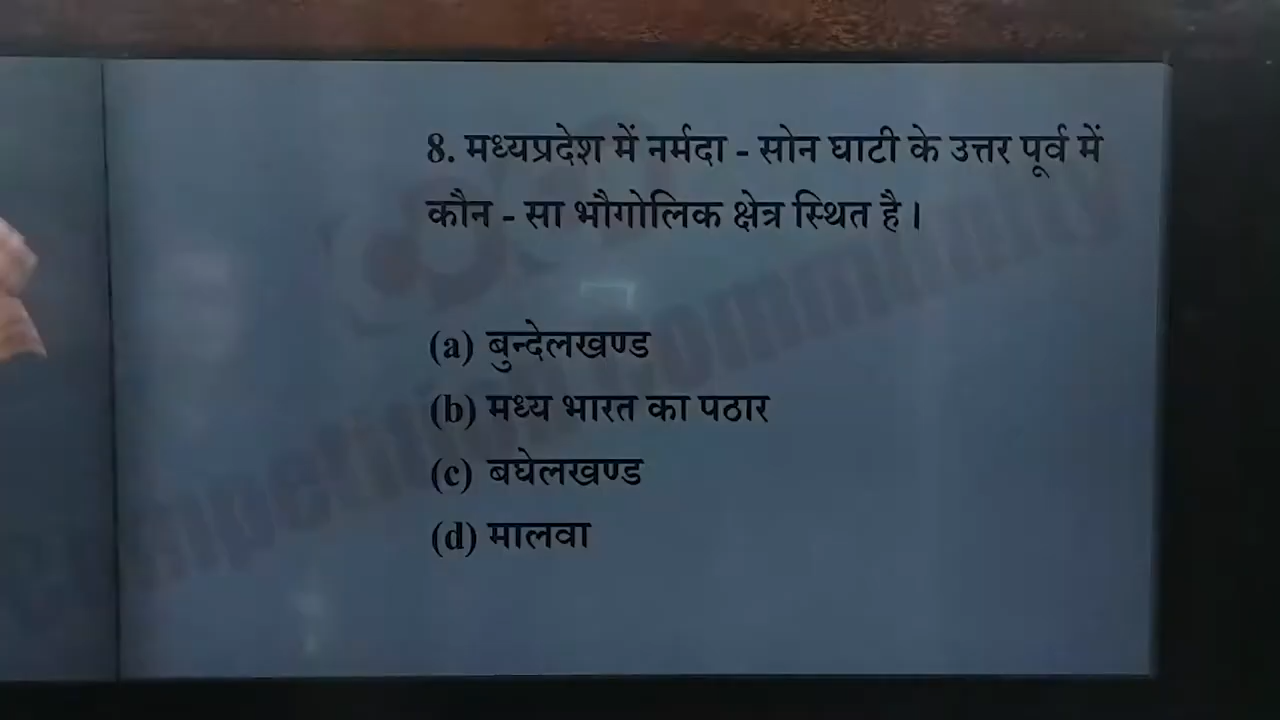 8. मध्यप्रदेश में नर्मदा - सोन घाटी के उत्तर पूर्व में
कौन - सा भौगोलिक क्षेत्र स्थित है।
(a) बुन्देलखण्ड
(b) मध्य भारत का पठार
(c) बघेलखण्ड
(d) मालवा